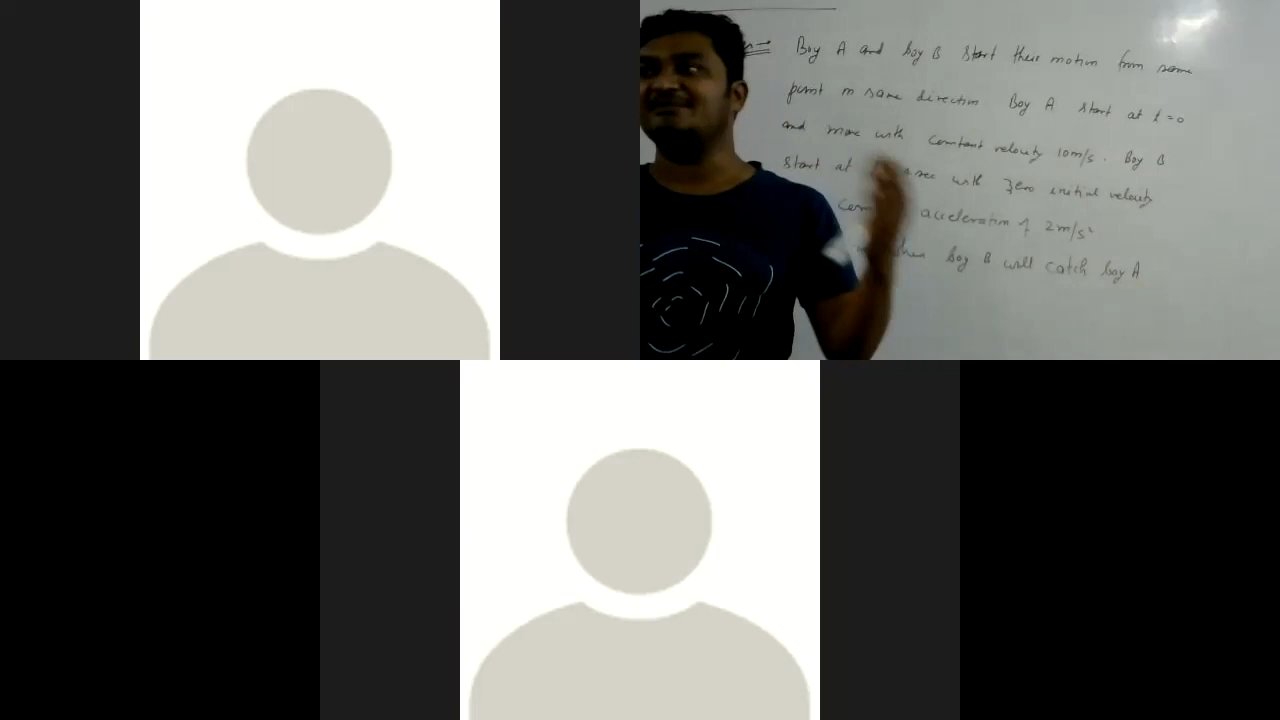 Boy A and boy B start their motion from same
point in same direction Boy A start at t=0
and move with constant velocity 10m/s. Boy B
start at sec with zero initial velocity
acceleration of 2m/s²
boy B will catch boy A